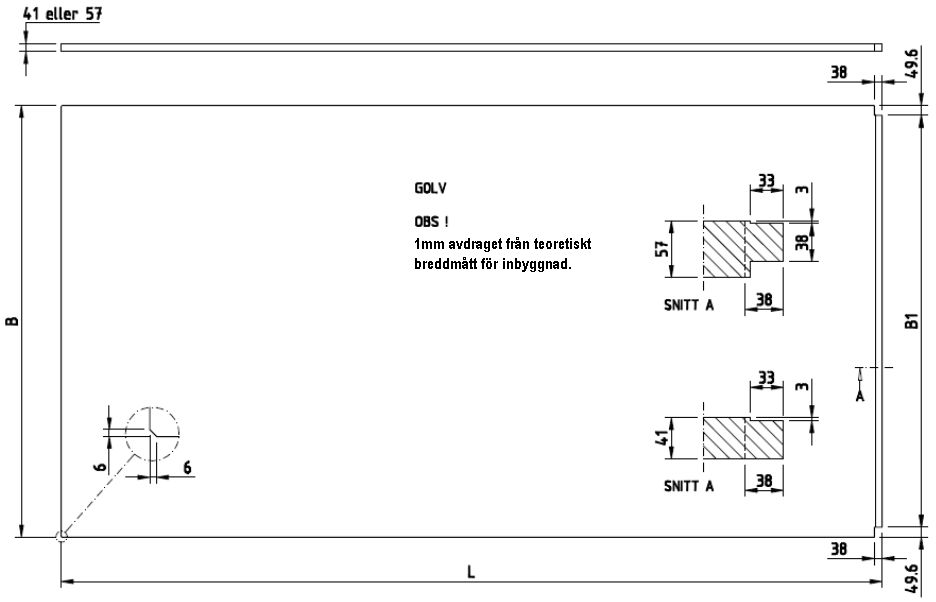 41 eller 57
38
49.6
GOLV
OBS !
1mm avdraget från teoretiskt
breddmått för inbyggnad.
33
3
57
38
38
SNITT A
B
B1
A
33
3
41
38
SNITT A
6
6
38
49.6
L